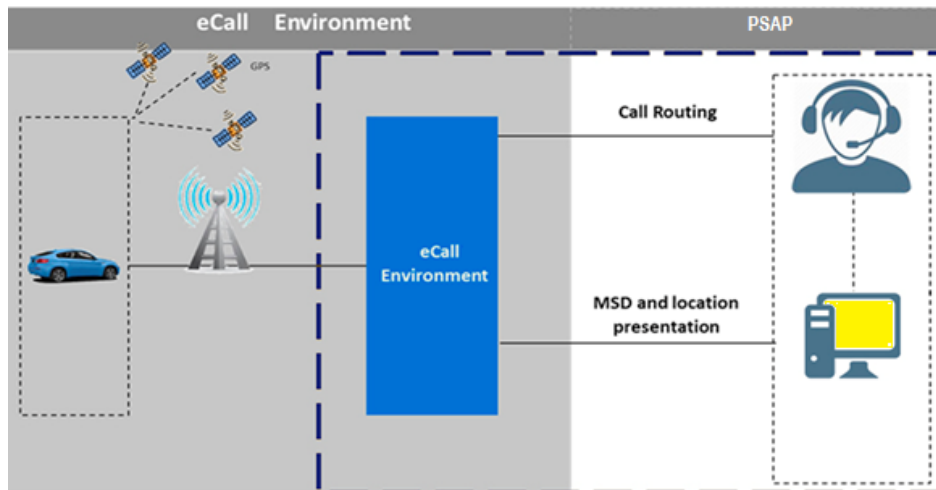 eCall Environment
PSAP
GPS
Call Routing
eCall
Environment
MSD and location
presentation